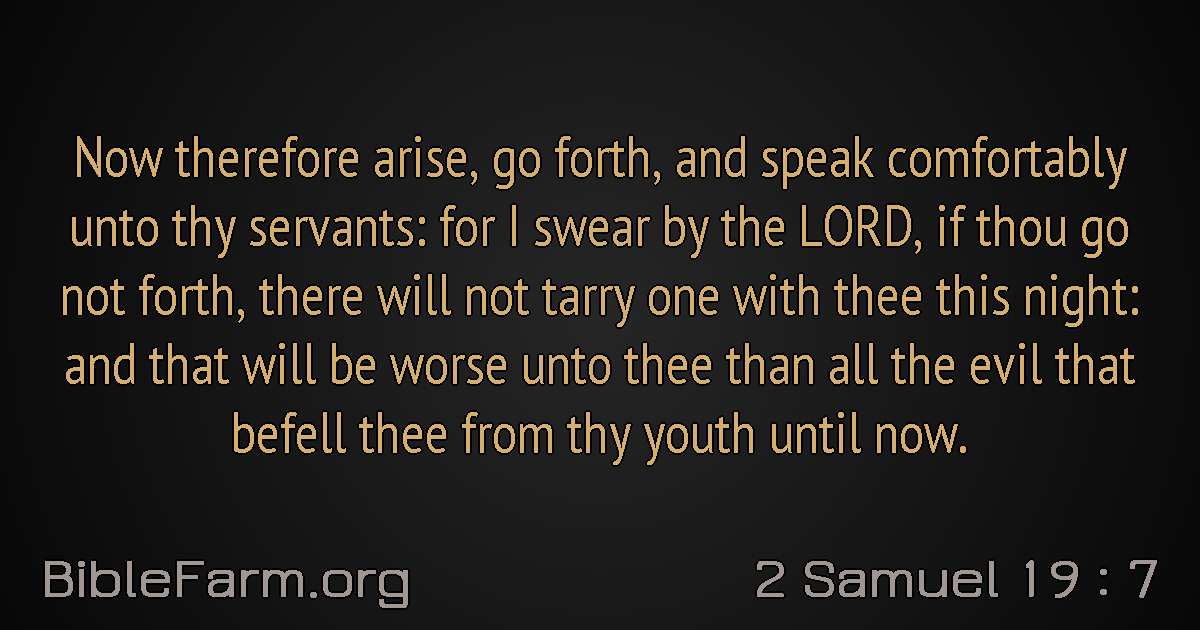 Now therefore arise, go forth, and speak comfortably
unto thy servants: for I swear by the LORD, if thou go
not forth, there will not tarry one with thee this night:
and that will be worse unto thee than all the evil that
befell thee from thy youth until now.
BibleFarm.org
2 Samuel 19 : 7